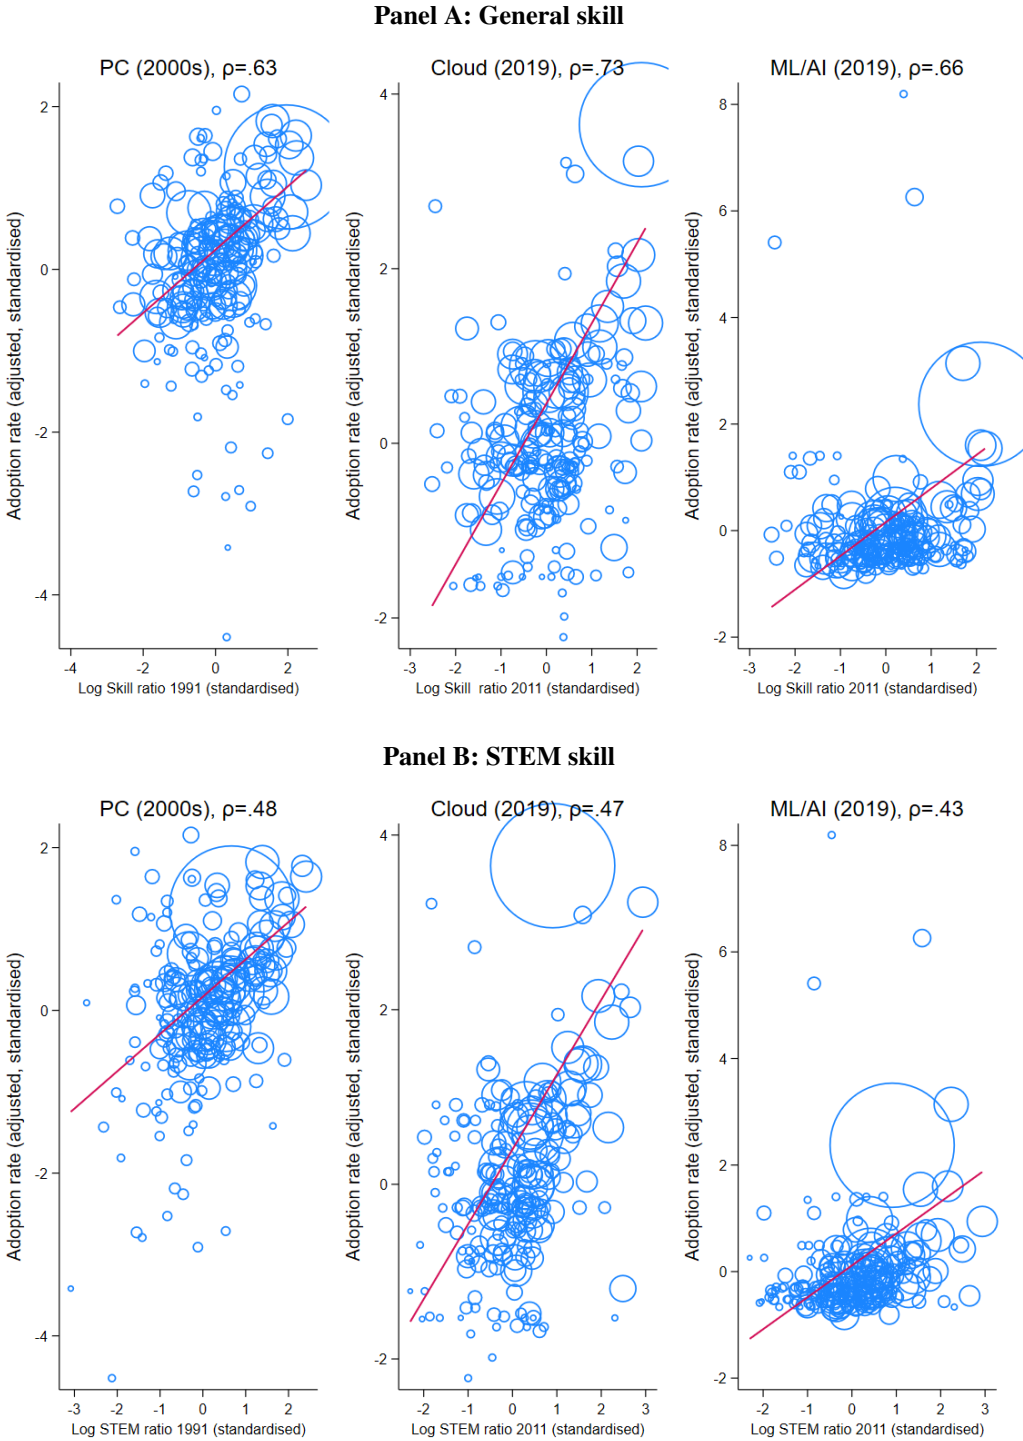 Panel A: General skill
PC (2000s), ρ=.63
Adoption rate (adjusted, standardised)
2
0
-2
-4
-4 -2 0 2
Log Skill ratio 1991 (standardised)
Cloud (2019), ρ=.73
Adoption rate (adjusted, standardised)
4
2
0
-2
-3 -2 -1 0 1 2
Log Skill ratio 2011 (standardised)
ML/AI (2019), ρ=.66
Adoption rate (adjusted, standardised)
8
6
4
2
0
-2
-3 -2 -1 0 1 2
Log Skill ratio 2011 (standardised)
Panel B: STEM skill
PC (2000s), ρ=.48
Adoption rate (adjusted, standardised)
2
0
-2
-4
-3 -2 -1 0 1 2
Log STEM ratio 1991 (standardised)
Cloud (2019), ρ=.47
Adoption rate (adjusted, standardised)
4
2
0
-2
-2 -1 0 1 2 3
Log STEM ratio 2011 (standardised)
ML/AI (2019), ρ=.43
Adoption rate (adjusted, standardised)
8
6
4
2
0
-2
-2 -1 0 1 2 3
Log STEM ratio 2011 (standardised)